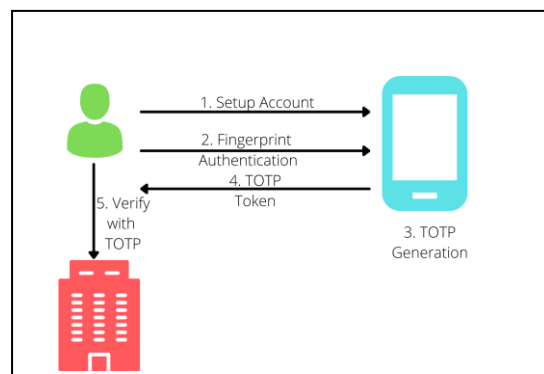 1. Setup Account
2. Fingerprint
Authentication
4. TOTP
Token
5. Verify
with
TOTP
3. TOTP
Generation